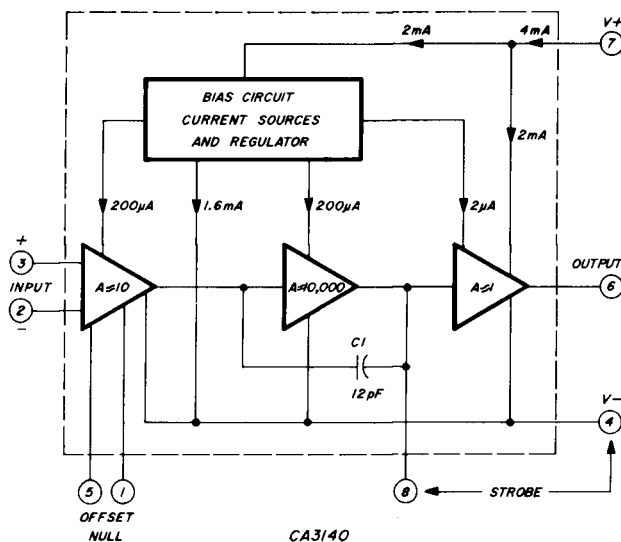 2mA
4mA
V+
7
BIAS CIRCUIT
CURRENT SOURCES
AND REGULATOR
2mA
200µA
1.6mA
200µA
2µA
+
3
INPUT
2
−
A≈10
A≈10,000
A≈1
OUTPUT
6
C1
12pF
V−
4
5
1
8
STROBE
OFFSET
NULL
CA3140